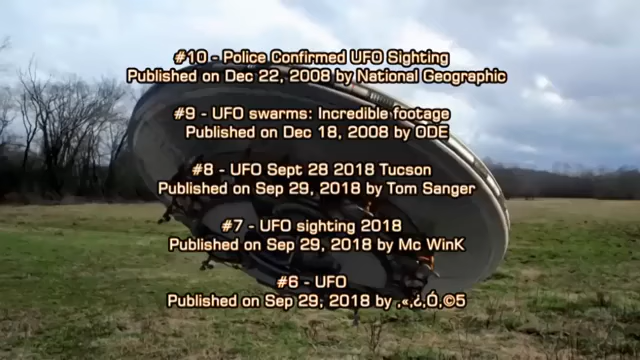 #10 - Police Confirmed UFO Sighting
Published on Dec 22, 2008 by National Geographic
#9 - UFO swarms: Incredible footage
Published on Dec 18, 2008 by ODE
#8 - UFO Sept 28 2018 Tucson
Published on Sep 29, 2018 by Tom Sanger
#7 - UFO sighting 2018
Published on Sep 29, 2018 by Mc WinK
#6 - UFO
Published on Sep 29, 2018 by ,«,¿,Ó,©5